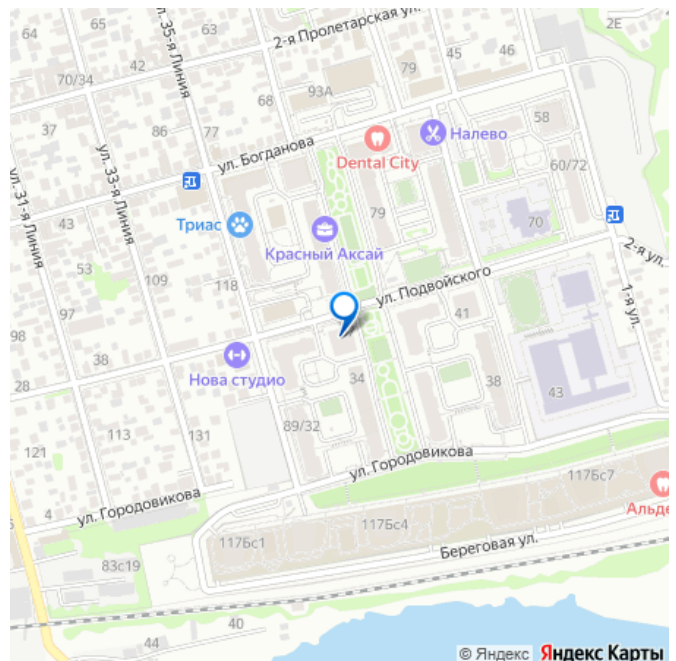 64
65
ул. 35-я Линия
2-я Пролетарская ул.
2Е
70/34
42
93А
79
45
46
37
86
77
68
ул. Богданова
Dental City
Налево
58
60/72
ул. 31-я Линия
ул. 33-я Линия
43
53
Триас
79
70
Красный Аксай
2-я ул.
109
118
ул. Подвойского
1-я ул.
98
97
41
38
28
Нова студио
34
38
43
121
113
131
89/32
ул. Городовикова
4
ул. Городовикова
117Бс7
Альде
117Бс1
117Бс4
Береговая ул.
83с19
44
40
© Яндекс Яндекс Карты